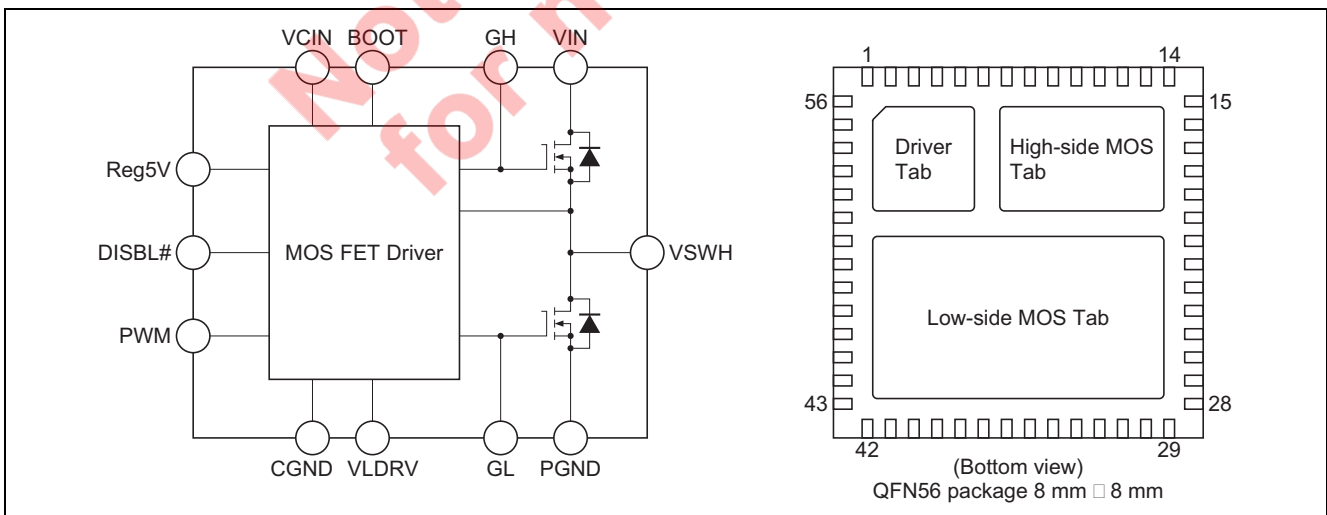 Not
for n
VCIN BOOT GH VIN
Reg5V
DISBL#
PWM
MOS FET Driver
VSWH
CGND VLDRV GL PGND
1 14
56 15
Driver
Tab
High-side MOS
Tab
Low-side MOS Tab
43 28
42 29
(Bottom view)
QFN56 package 8 mm □ 8 mm